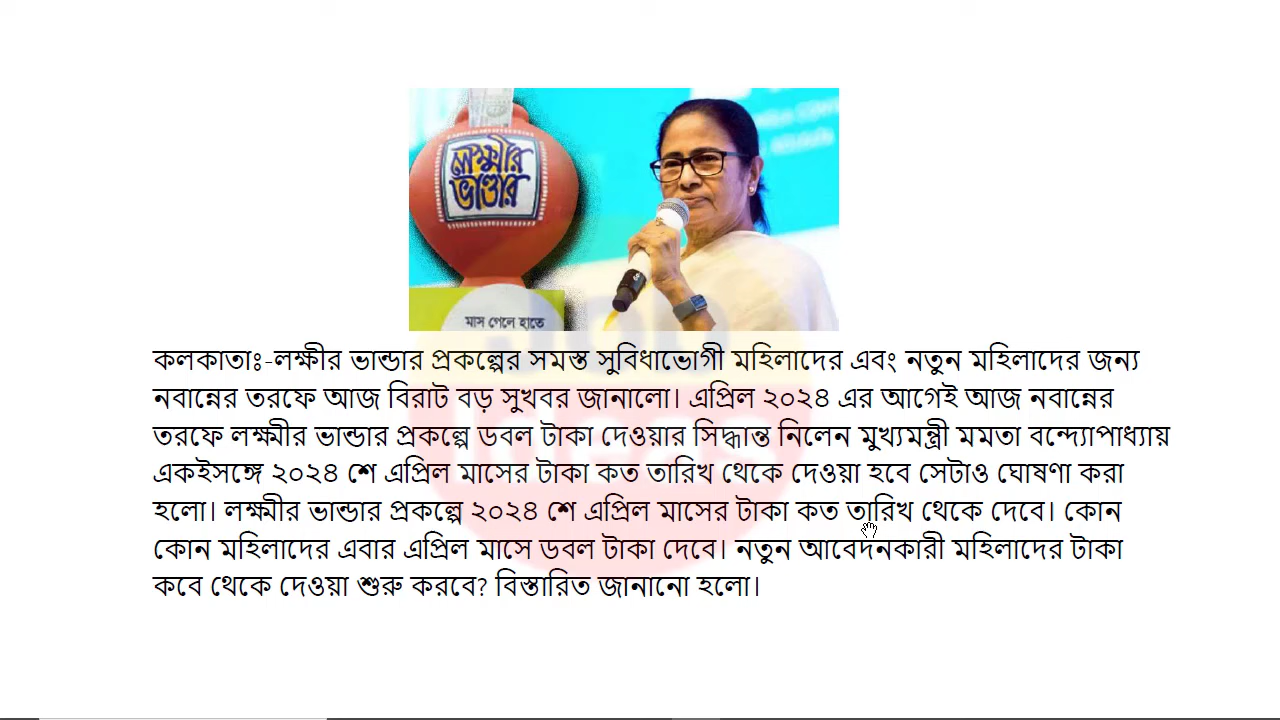 লক্ষ্মীর
ভাণ্ডার
মাস গেলে হাতে
কলকাতাঃ-লক্ষীর ভান্ডার প্রকল্পের সমস্ত সুবিধাভোগী মহিলাদের এবং নতুন মহিলাদের জন্য
নবান্নের তরফে আজ বিরাট বড় সুখবর জানালো। এপ্রিল ২০২৪ এর আগেই আজ নবান্নের
তরফে লক্ষ্মীর ভান্ডার প্রকল্পে ডবল টাকা দেওয়ার সিদ্ধান্ত নিলেন মুখ্যমন্ত্রী মমতা বন্দ্যোপাধ্যায়
একইসঙ্গে ২০২৪ শে এপ্রিল মাসের টাকা কত তারিখ থেকে দেওয়া হবে সেটাও ঘোষণা করা
হলো। লক্ষ্মীর ভান্ডার প্রকল্পে ২০২৪ শে এপ্রিল মাসের টাকা কত তারিখ থেকে দেবে। কোন
কোন মহিলাদের এবার এপ্রিল মাসে ডবল টাকা দেবে। নতুন আবেদনকারী মহিলাদের টাকা
কবে থেকে দেওয়া শুরু করবে? বিস্তারিত জানানো হলো।